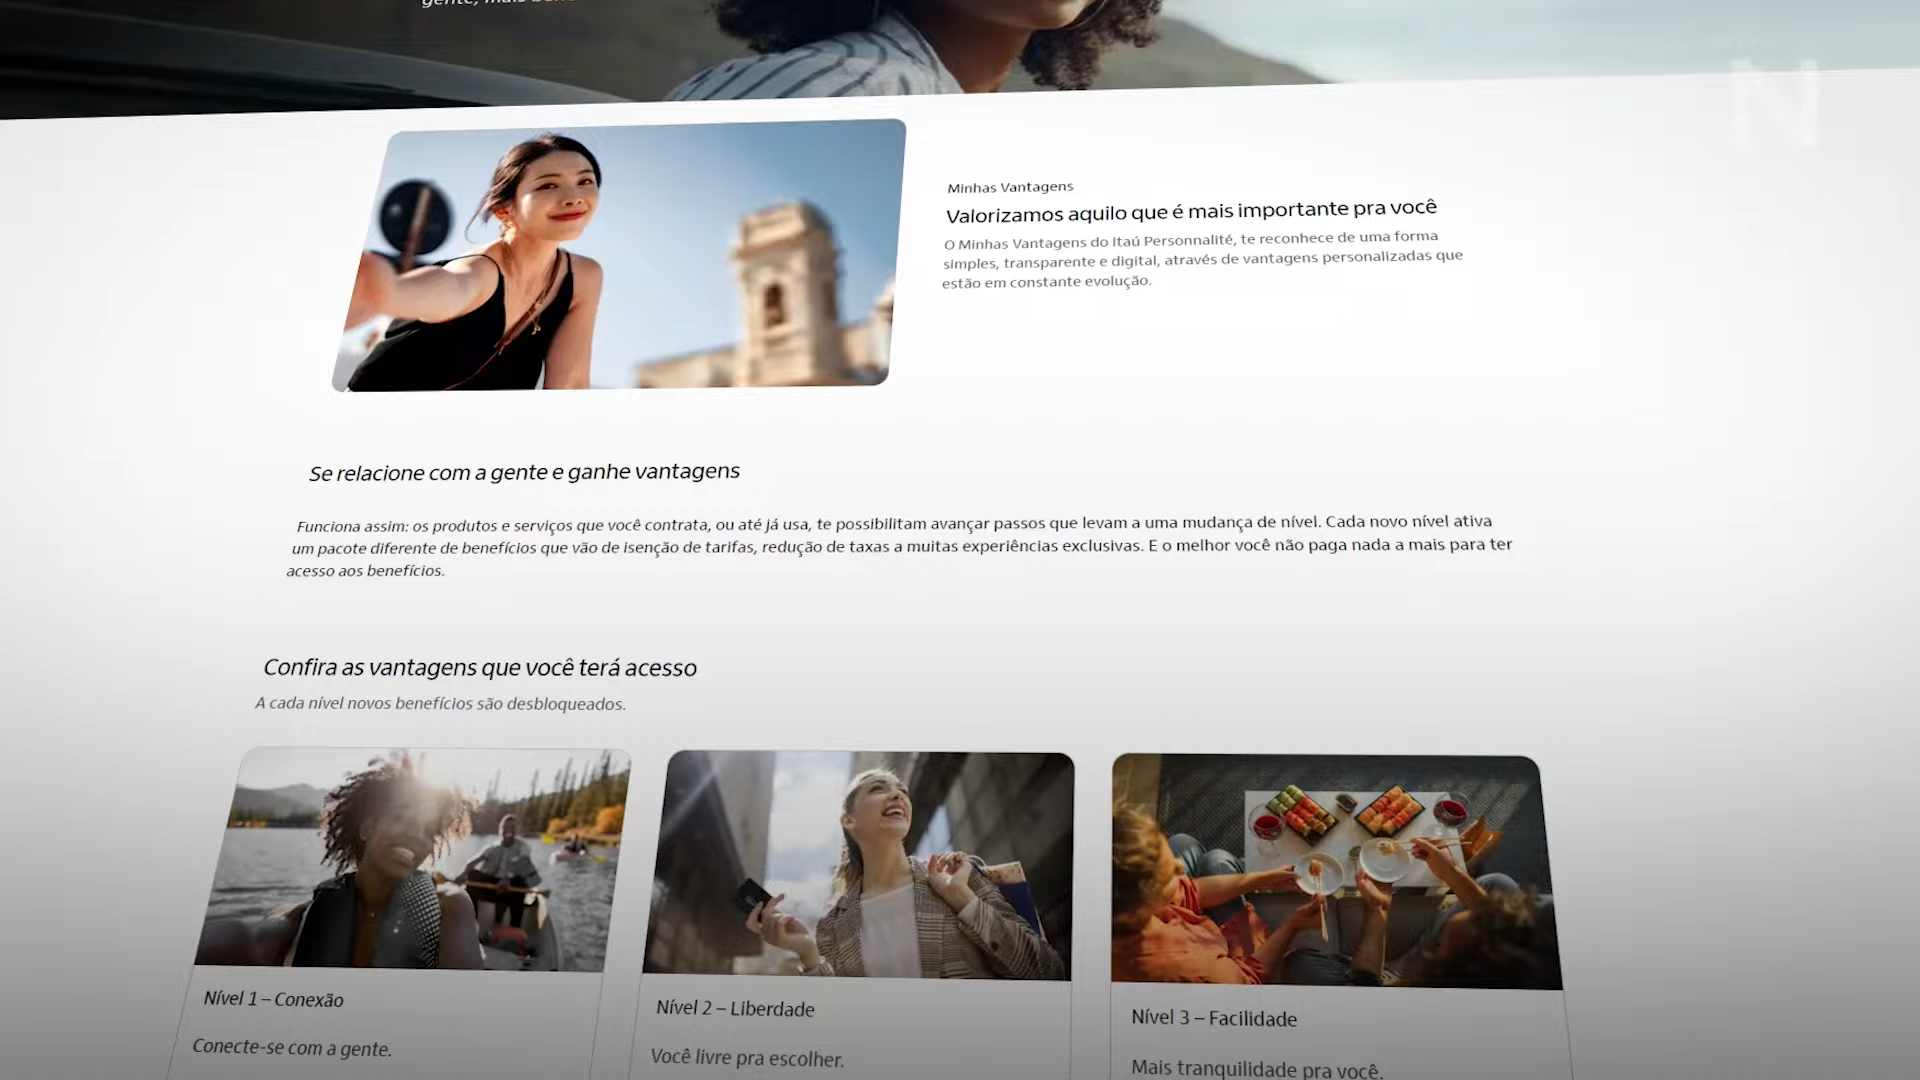 gente, mais
N
Minhas Vantagens
Valorizamos aquilo que é mais importante pra você
O Minhas Vantagens do Itaú Personnalité, te reconhece de uma forma
simples, transparente e digital, através de vantagens personalizadas que
estão em constante evolução.
Se relacione com a gente e ganhe vantagens
Funciona assim: os produtos e serviços que você contrata, ou até já usa, te possibilitam avançar passos que levam a uma mudança de nível. Cada novo nível ativa
um pacote diferente de benefícios que vão de isenção de tarifas, redução de taxas a muitas experiências exclusivas. E o melhor você não paga nada a mais para ter
acesso aos benefícios.
Confira as vantagens que você terá acesso
A cada nível novos benefícios são desbloqueados.
Nível 1 – Conexão
Conecte-se com a gente.
Nível 2 – Liberdade
Você livre pra escolher.
Nível 3 – Facilidade
Mais tranquilidade pra você.